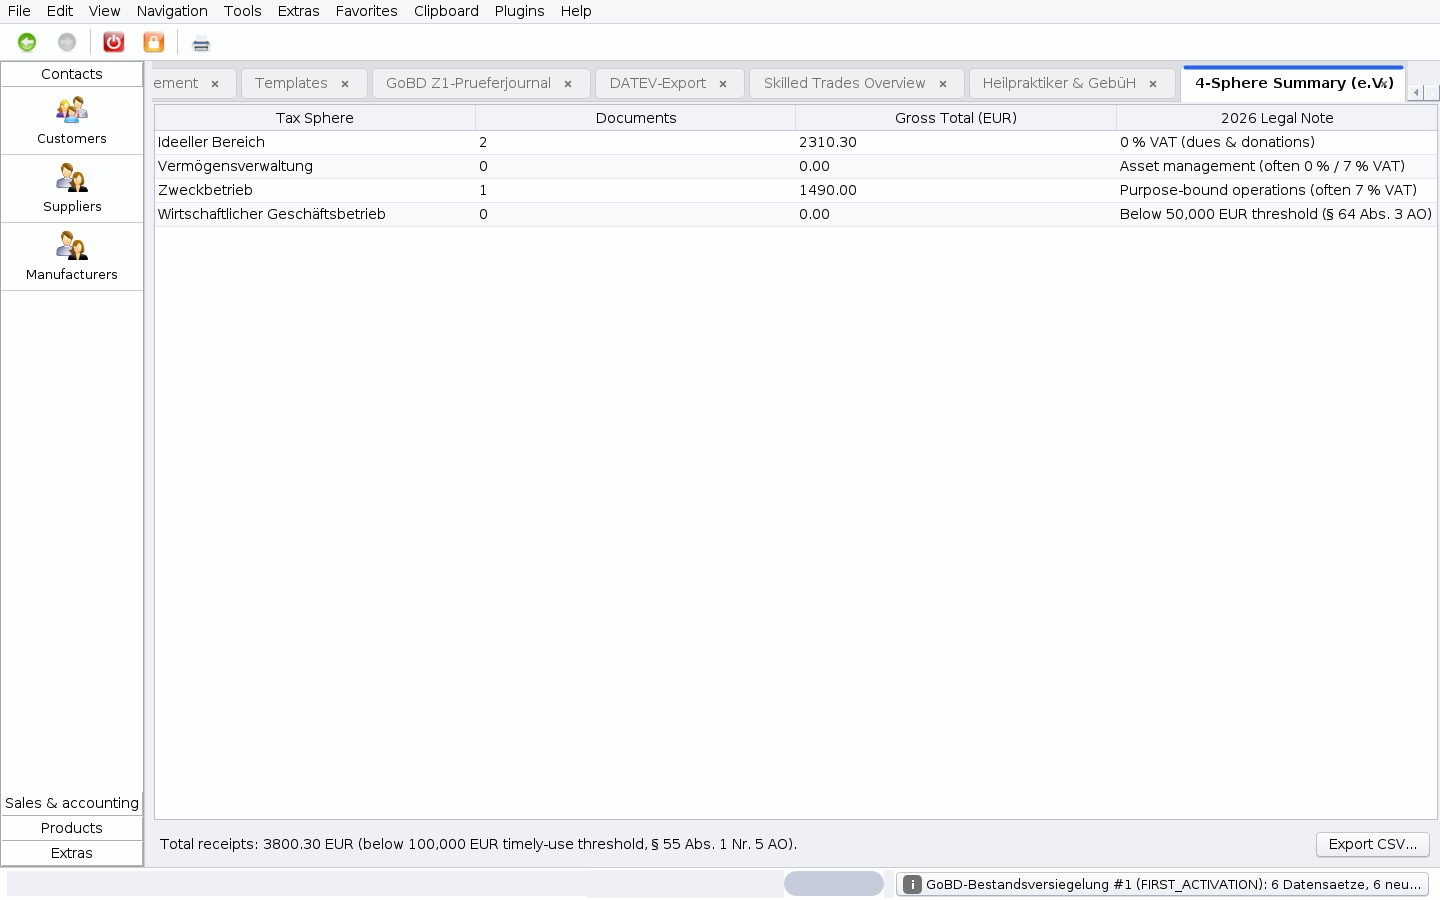 File Edit View Navigation Tools Extras Favorites Clipboard Plugins Help
Contacts
Customers
Suppliers
Manufacturers
Sales & accounting
Products
Extras
ement × Templates × GoBD Z1-Prueferjournal × DATEV-Export × Skilled Trades Overview × Heilpraktiker & GebüH × 4-Sphere Summary (e.V.)
Tax Sphere Documents Gross Total (EUR) 2026 Legal Note
Ideeller Bereich 2 2310.30 0 % VAT (dues & donations)
Vermögensverwaltung 0 0.00 Asset management (often 0 % / 7 % VAT)
Zweckbetrieb 1 1490.00 Purpose-bound operations (often 7 % VAT)
Wirtschaftlicher Geschäftsbetrieb 0 0.00 Below 50,000 EUR threshold (§ 64 Abs. 3 AO)
Total receipts: 3800.30 EUR (below 100,000 EUR timely-use threshold, § 55 Abs. 1 Nr. 5 AO).
Export CSV...
GoBD-Bestandsversiegelung #1 (FIRST_ACTIVATION): 6 Datensaetze, 6 neu...